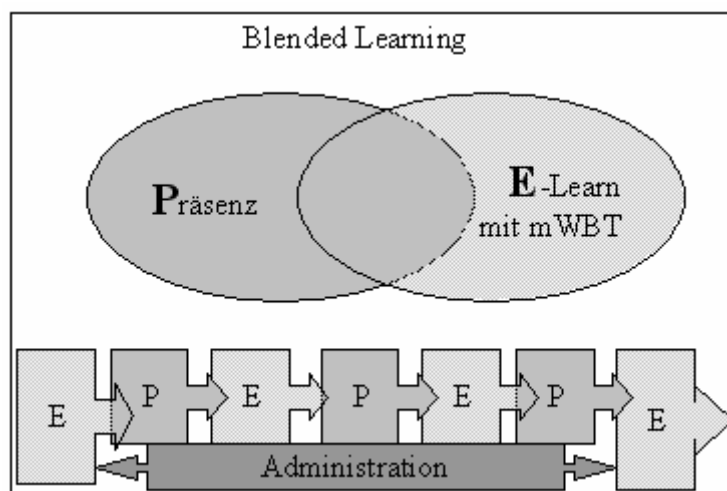 Blended Learning
Präsenz
E-Learn
mit mWBT
E P E P E P E
Administration